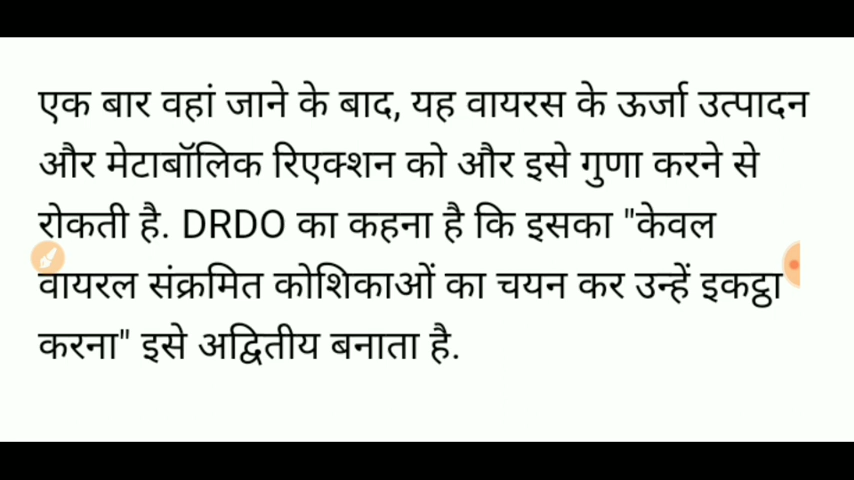 एक बार वहां जाने के बाद, यह वायरस के ऊर्जा उत्पादन
और मेटाबॉलिक रिएक्शन को और इसे गुणा करने से
रोकती है. DRDO का कहना है कि इसका "केवल
वायरल संक्रमित कोशिकाओं का चयन कर उन्हें इकट्ठा
करना" इसे अद्वितीय बनाता है.